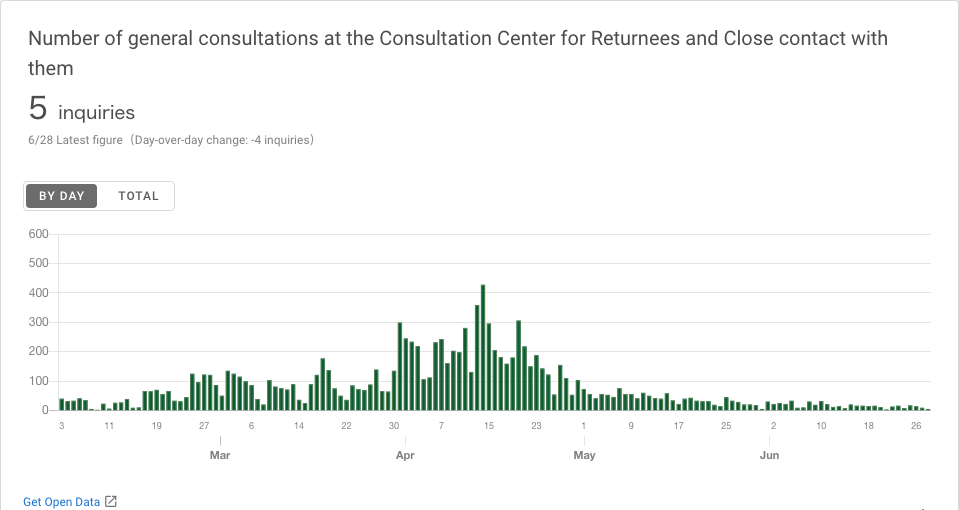 Number of general consultations at the Consultation Center for Returnees and Close contact with
them
5 inquiries
6/28 Latest figure（Day-over-day change: -4 inquiries）
BY DAY TOTAL
600
500
400
300
200
100
0
3 11 19 27 6 14 22 30 7 15 23 1 9 17 25 2 10 18 26
Mar Apr May Jun
Get Open Data